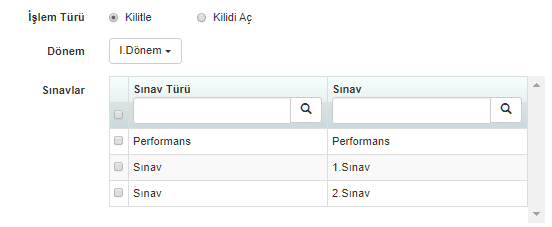 İşlem Türü Kilitle Kilidi Aç
Dönem I.Dönem
Sınavlar Sınav Türü Sınav
Performans Performans
Sınav 1.Sınav
Sınav 2.Sınav